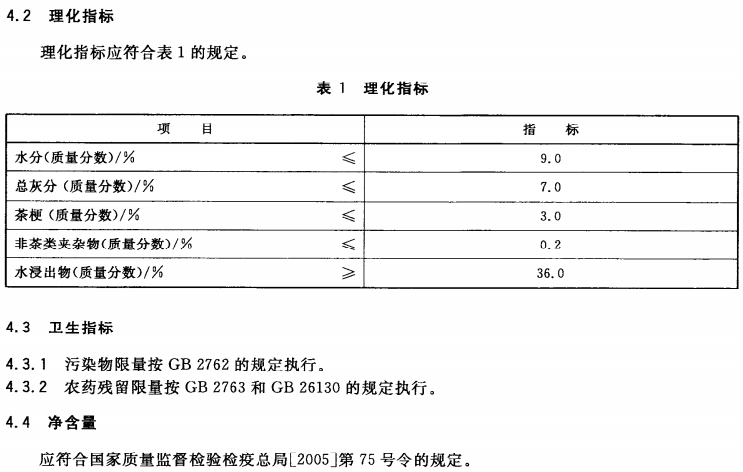 4.2 理化指标
理化指标应符合表 1 的规定。
表 1 理化指标
项 目 指 标
水分(质量分数)/% ≤ 9.0
总灰分(质量分数)/% ≤ 7.0
茶梗(质量分数)/% ≤ 3.0
非茶类夹杂物(质量分数)/% ≤ 0.2
水浸出物(质量分数)/% ≥ 36.0
4.3 卫生指标
4.3.1 污染物限量按 GB 2762 的规定执行。
4.3.2 农药残留限量按 GB 2763 和 GB 26130 的规定执行。
4.4 净含量
应符合国家质量监督检验检疫总局[2005]第 75 号令的规定。